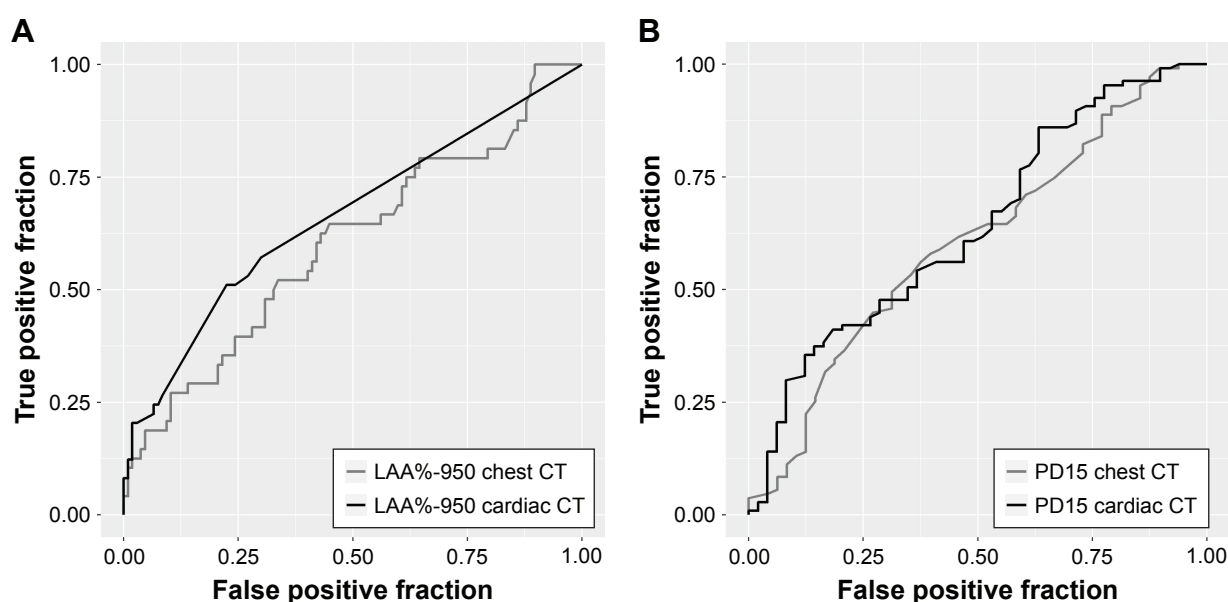 A
1.00
0.75
0.50
0.25
0.00
True positive fraction
0.00 0.25 0.50 0.75 1.00
False positive fraction
LAA%-950 chest CT
LAA%-950 cardiac CT
B
1.00
0.75
0.50
0.25
0.00
True positive fraction
0.00 0.25 0.50 0.75 1.00
False positive fraction
PD15 chest CT
PD15 cardiac CT